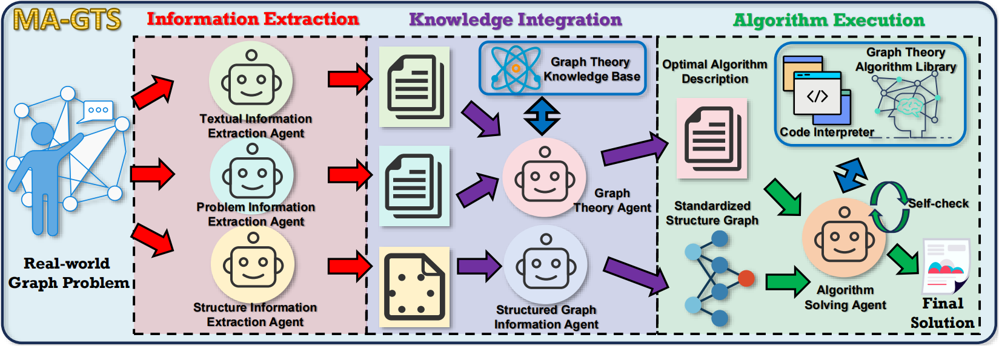 MA-GTS
Information Extraction
Knowledge Integration
Algorithm Execution
Real-world
Graph Problem
Textual Information
Extraction Agent
Problem Information
Extraction Agent
Structure Information
Extraction Agent
Graph Theory
Knowledge Base
Graph
Theory Agent
Structured Graph
Information Agent
Optimal Algorithm
Description
Standardized
Structure Graph
Graph Theory
Algorithm Library
</>
Code Interpreter
Self-check
Algorithm
Solving Agent
Final
Solution